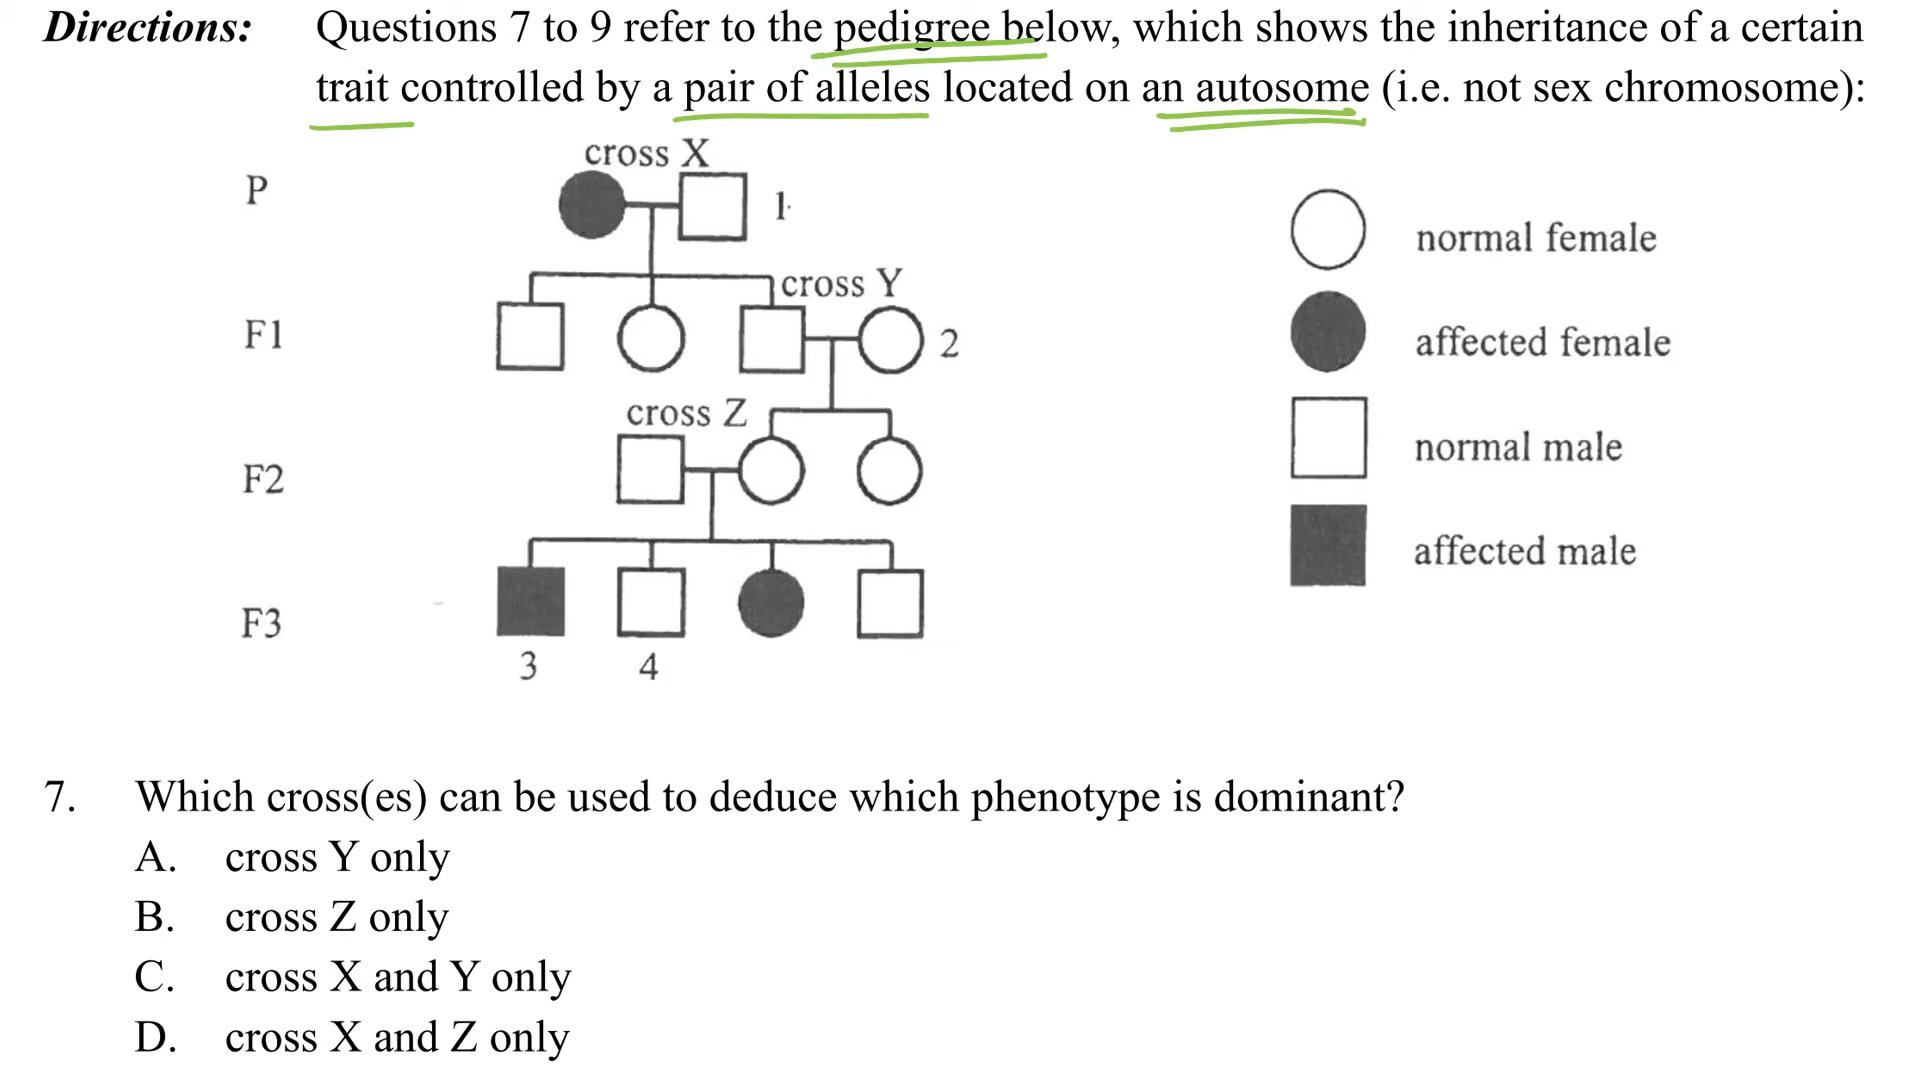 Directions: Questions 7 to 9 refer to the pedigree below, which shows the inheritance of a certain
trait controlled by a pair of alleles located on an autosome (i.e. not sex chromosome):
cross X
P
1
normal female
cross Y
F1
2
affected female
cross Z
F2
normal male
affected male
F3
3 4
7. Which cross(es) can be used to deduce which phenotype is dominant?
A. cross Y only
B. cross Z only
C. cross X and Y only
D. cross X and Z only